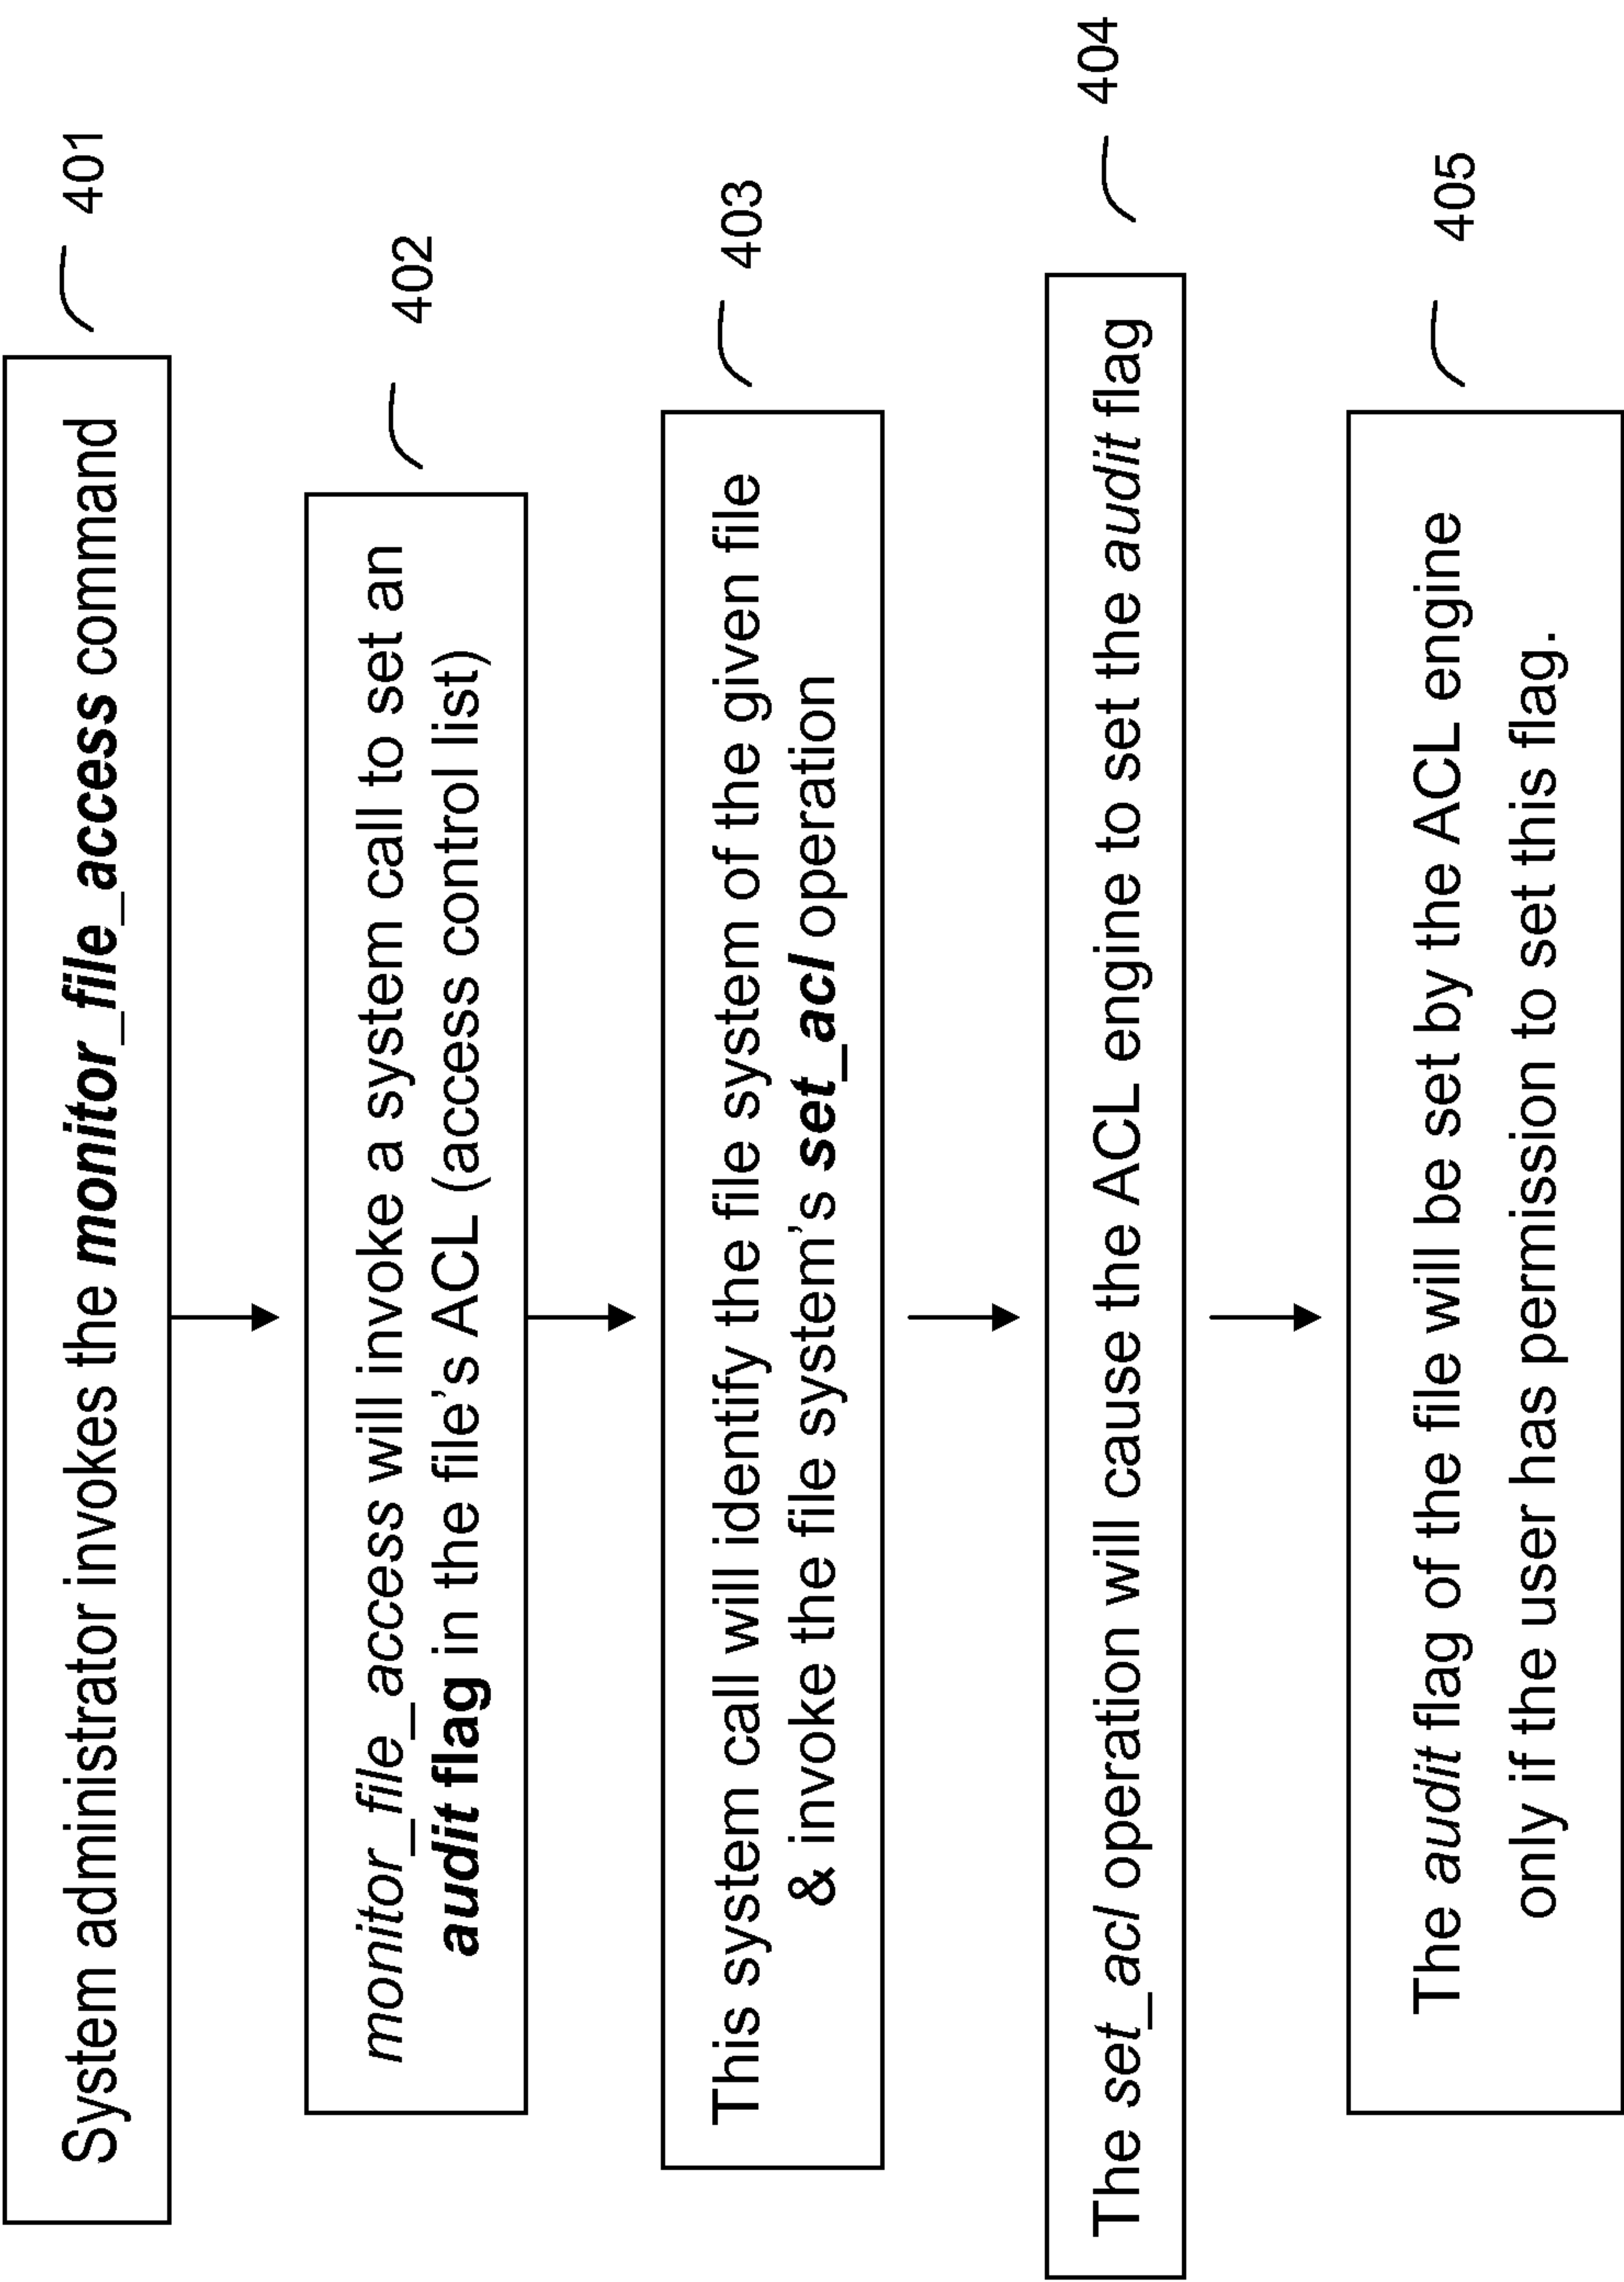 System administrator invokes the monitor_file_access command
401
monitor_file_access will invoke a system call to set an
audit flag in the file's ACL (access control list)
402
This system call will identify the file system of the given file
& invoke the file system's set_acl operation
403
The set_acl operation will cause the ACL engine to set the audit flag
404
The audit flag of the file will be set by the ACL engine
only if the user has permission to set this flag.
405